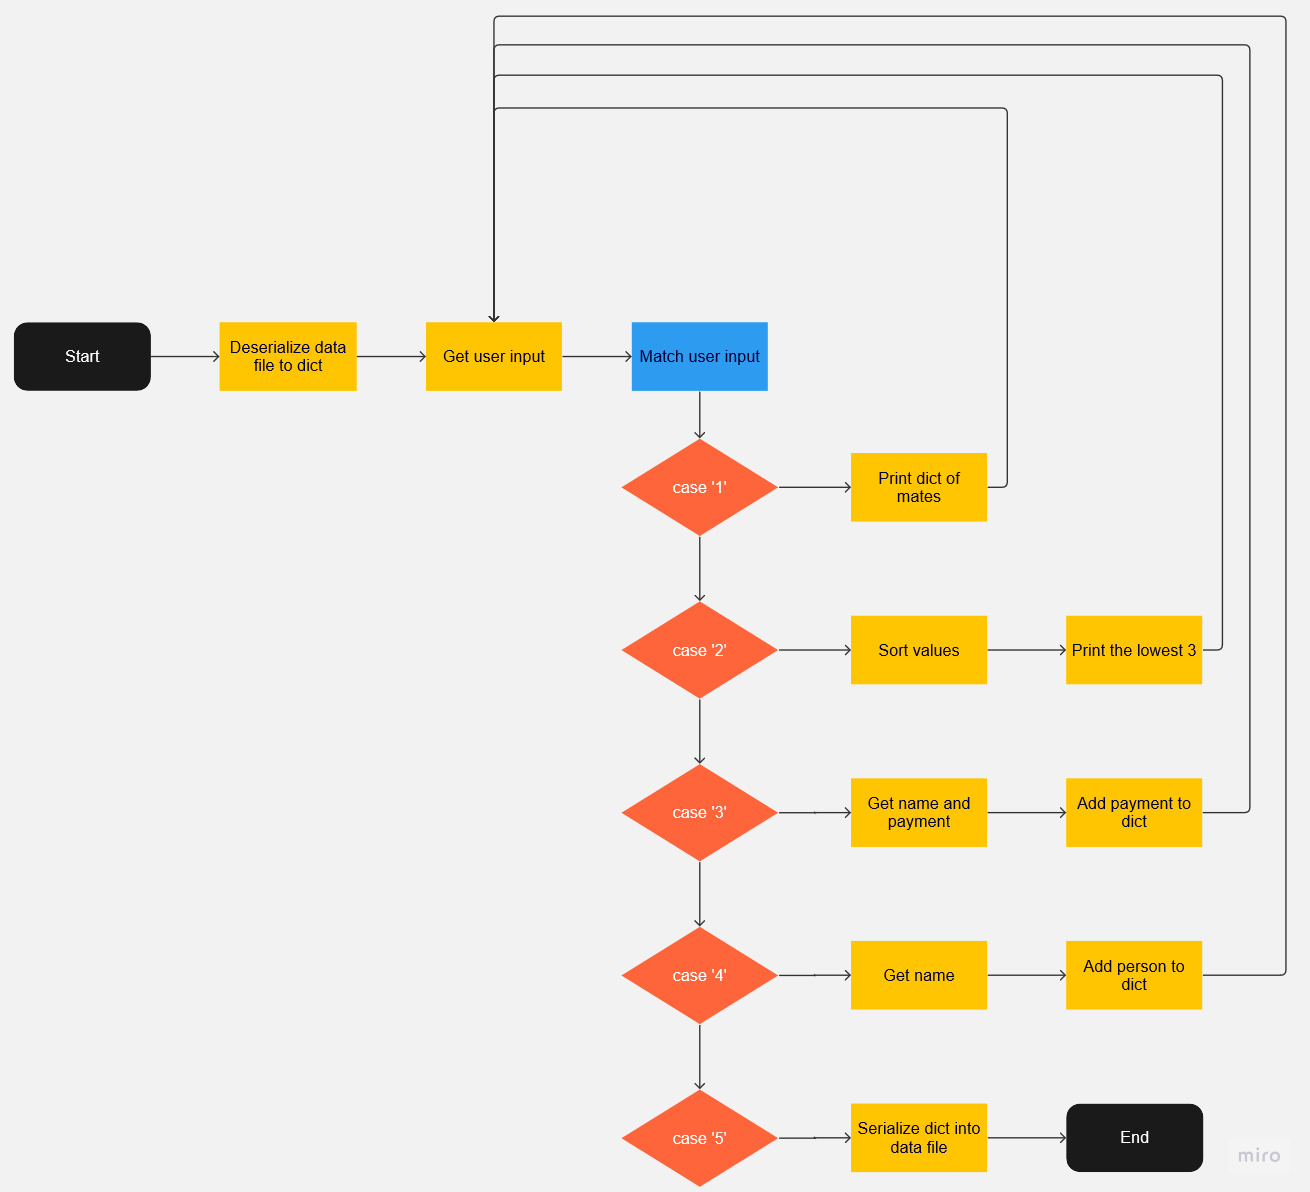 Start
Deserialize data
file to dict
Get user input
Match user input
case '1'
Print dict of
mates
case '2'
Sort values
Print the lowest 3
case '3'
Get name and
payment
Add payment to
dict
case '4'
Get name
Add person to
dict
case '5'
Serialize dict into
data file
End
miro